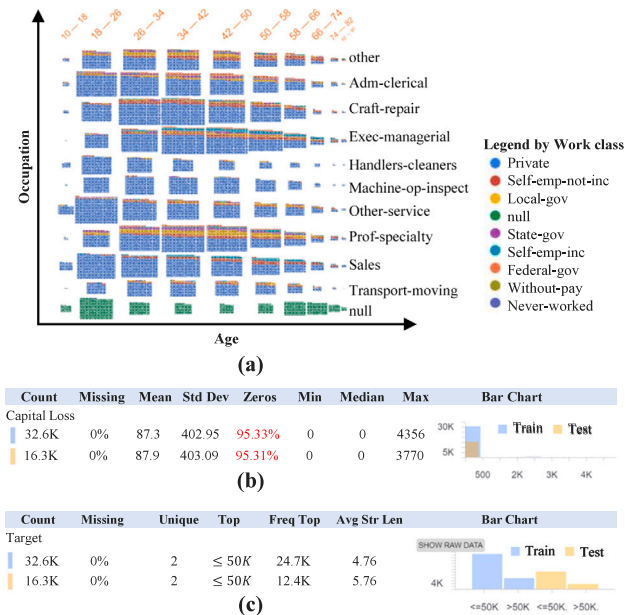 10 — 18
18 — 26
26 — 34
34 — 42
42 — 50
50 — 58
58 — 66
66 — 74
74 — 82
other
Adm-clerical
Craft-repair
Exec-managerial
Handlers-cleaners
Machine-op-inspect
Other-service
Prof-specialty
Sales
Transport-moving
null
Occupation
Age
Legend by Work class
Private
Self-emp-not-inc
Local-gov
null
State-gov
Self-emp-inc
Federal-gov
Without-pay
Never-worked
(a)
Count Missing Mean Std Dev Zeros Min Median Max Bar Chart
Capital Loss
32.6K 0% 87.3 402.95 95.33% 0 0 4356
16.3K 0% 87.9 403.09 95.31% 0 0 3770
30K
5K
Train Test
500 2K 3K 4K
(b)
Count Missing Unique Top Freq Top Avg Str Len Bar Chart
Target
32.6K 0% 2 ≤ 50K 24.7K 4.76
16.3K 0% 2 ≤ 50K 12.4K 5.76
SHOW RAW DATA
Train Test
4K
<=50K >50K <=50K. >50K.
(c)